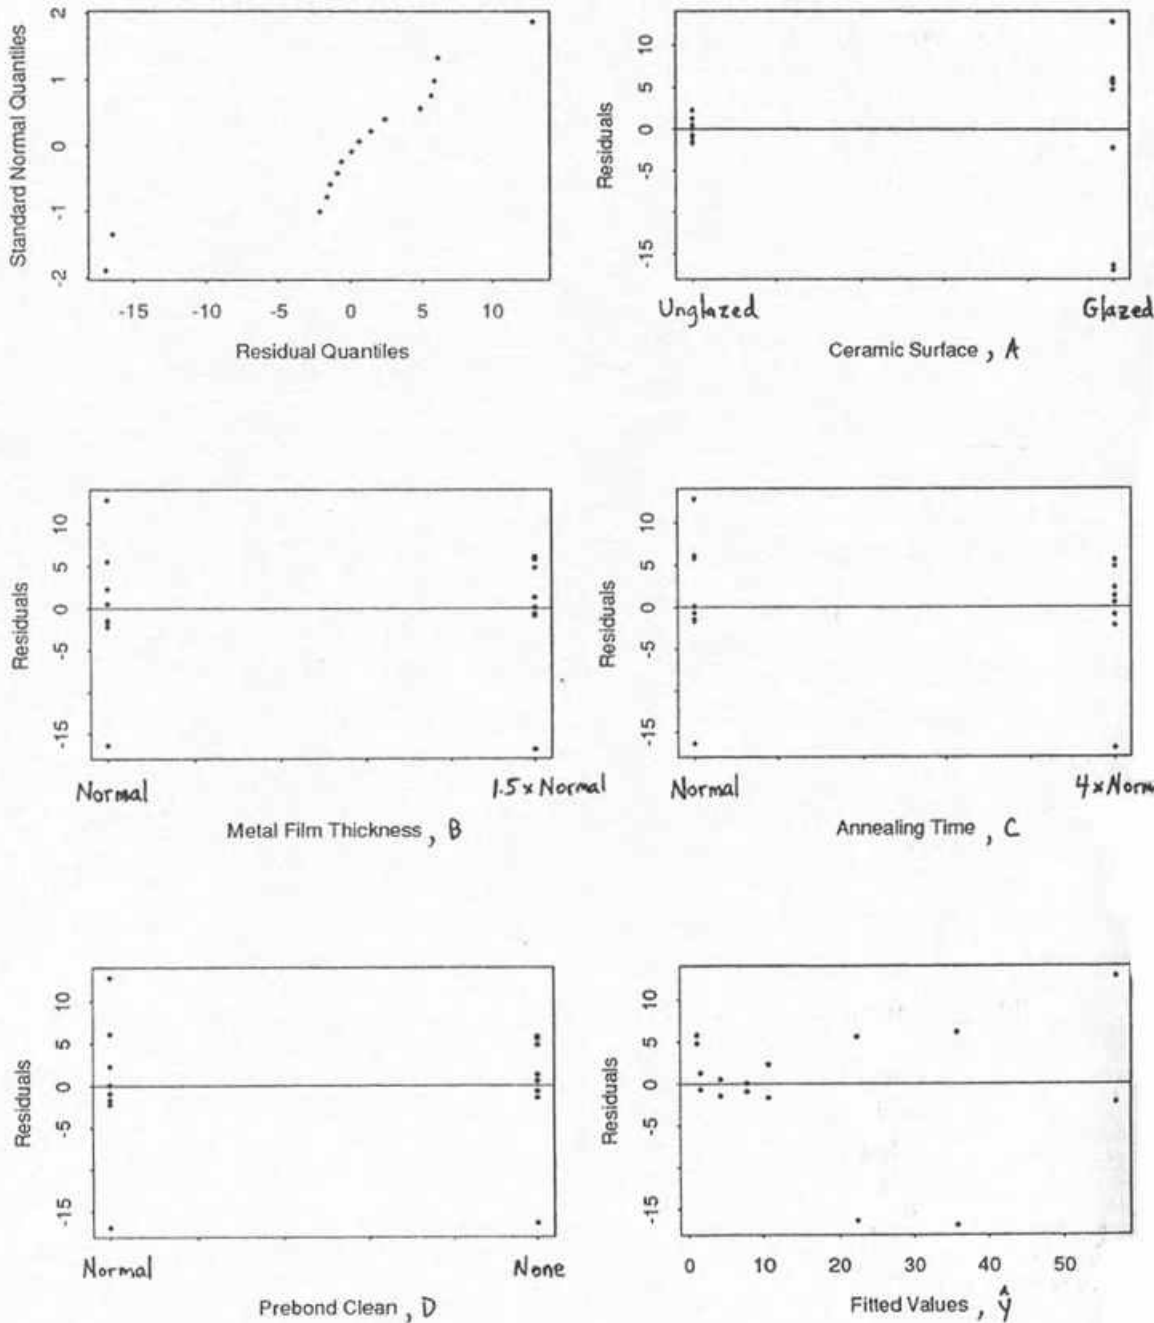 Standard Normal Quantiles
2
1
0
-1
-2
-15 -10 -5 0 5 10
Residual Quantiles
Residuals
10
5
0
-5
-15
Unglazed Glazed
Ceramic Surface , A
Residuals
10
5
0
-5
-15
Normal 1.5 x Normal
Metal Film Thickness , B
Residuals
10
5
0
-5
-15
Normal 4 x Norm
Annealing Time , C
Residuals
10
5
0
-5
-15
Normal None
Prebond Clean , D
Residuals
10
5
0
-5
-15
0 10 20 30 40 50
Fitted Values , ŷ